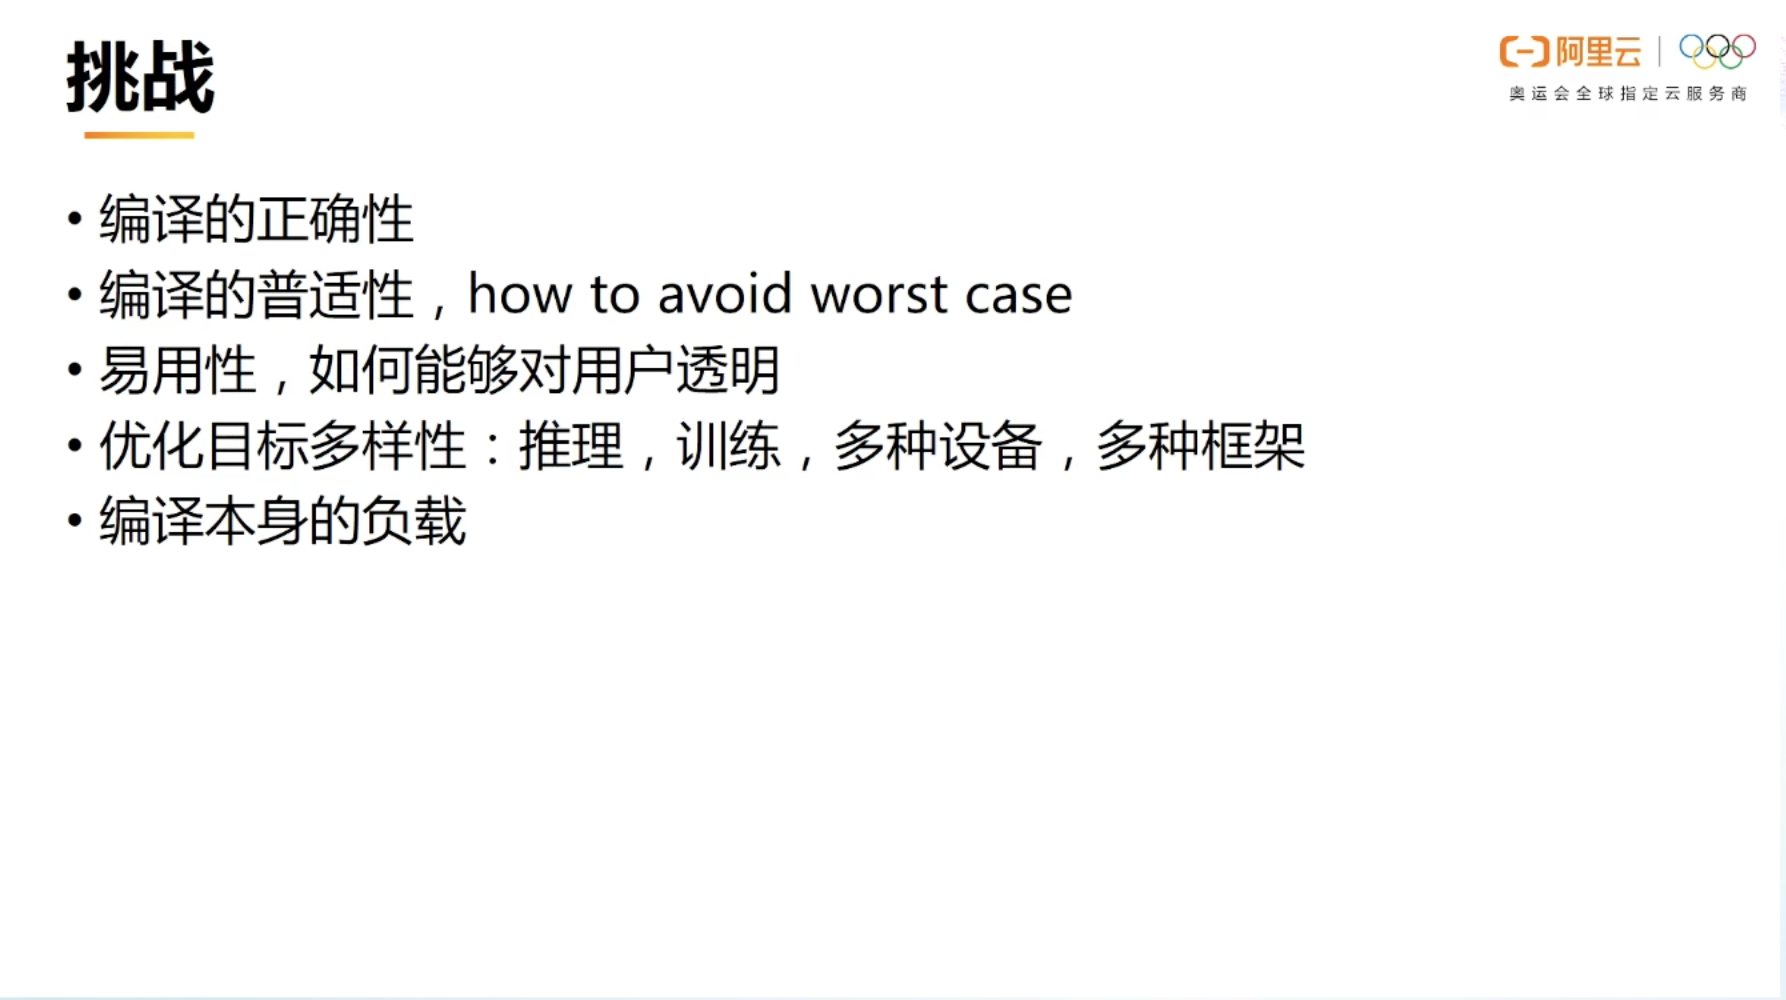 挑战
阿里云
奥运会全球指定云服务商
• 编译的正确性
• 编译的普适性，how to avoid worst case
• 易用性，如何能够对用户透明
• 优化目标多样性：推理，训练，多种设备，多种框架
• 编译本身的负载